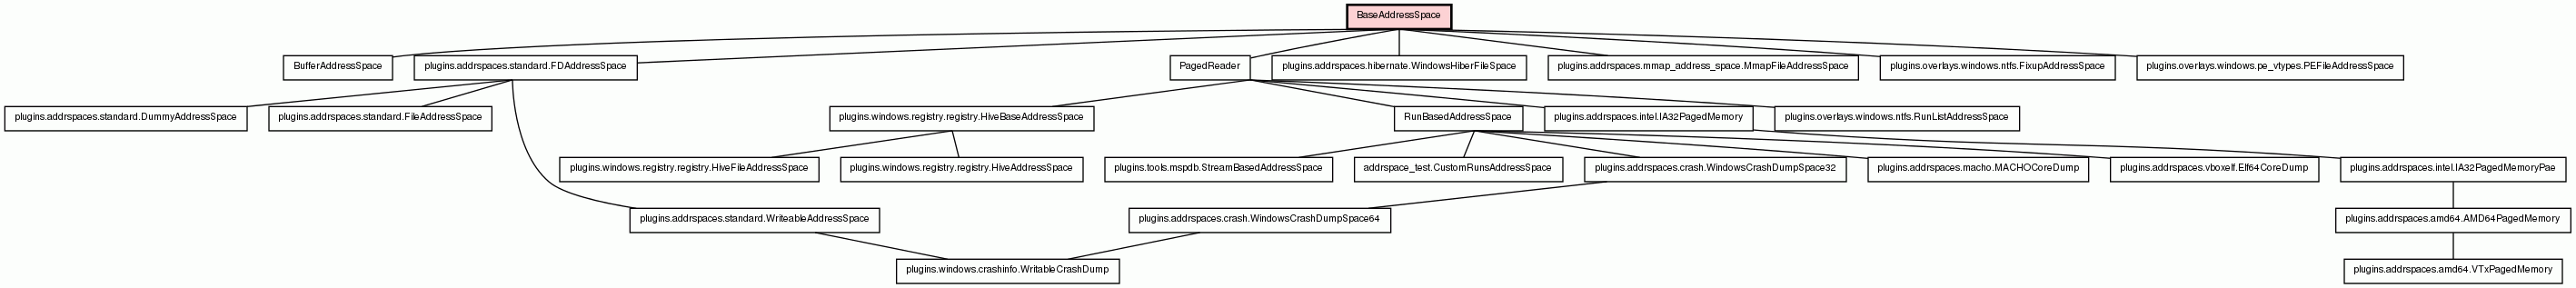 BaseAddressSpace
BufferAddressSpace
plugins.addrspaces.standard.FDAddressSpace
PagedReader
plugins.addrspaces.hibernate.WindowsHiberFileSpace
plugins.addrspaces.mmap_address_space.MmapFileAddressSpace
plugins.overlays.windows.ntfs.FixupAddressSpace
plugins.overlays.windows.pe_vtypes.PEFileAddressSpace
plugins.addrspaces.standard.DummyAddressSpace
plugins.addrspaces.standard.FileAddressSpace
plugins.windows.registry.registry.HiveBaseAddressSpace
RunBasedAddressSpace
plugins.addrspaces.intel.IA32PagedMemory
plugins.overlays.windows.ntfs.RunListAddressSpace
plugins.windows.registry.registry.HiveFileAddressSpace
plugins.windows.registry.registry.HiveAddressSpace
plugins.tools.mspdb.StreamBasedAddressSpace
addrspace_test.CustomRunsAddressSpace
plugins.addrspaces.crash.WindowsCrashDumpSpace32
plugins.addrspaces.macho.MACHOCoreDump
plugins.addrspaces.vboxelf.Elf64CoreDump
plugins.addrspaces.intel.IA32PagedMemoryPae
plugins.addrspaces.standard.WriteableAddressSpace
plugins.addrspaces.crash.WindowsCrashDumpSpace64
plugins.addrspaces.amd64.AMD64PagedMemory
plugins.windows.crashinfo.WritableCrashDump
plugins.addrspaces.amd64.VTxPagedMemory